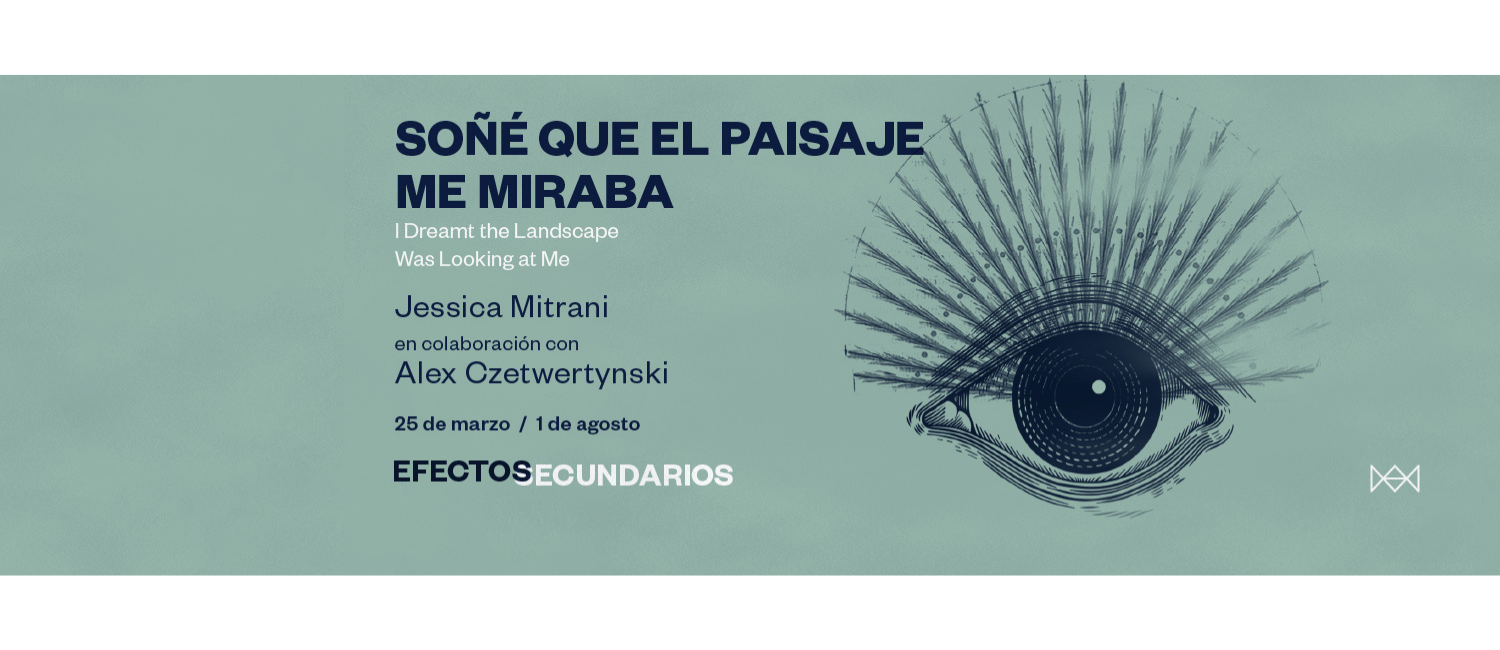 SOÑÉ QUE EL PAISAJE
ME MIRABA
I Dreamt the Landscape
Was Looking at Me
Jessica Mitrani
en colaboración con
Alex Czetwertynski
25 de marzo / 1 de agosto
EFECTOSSECUNDARIOS